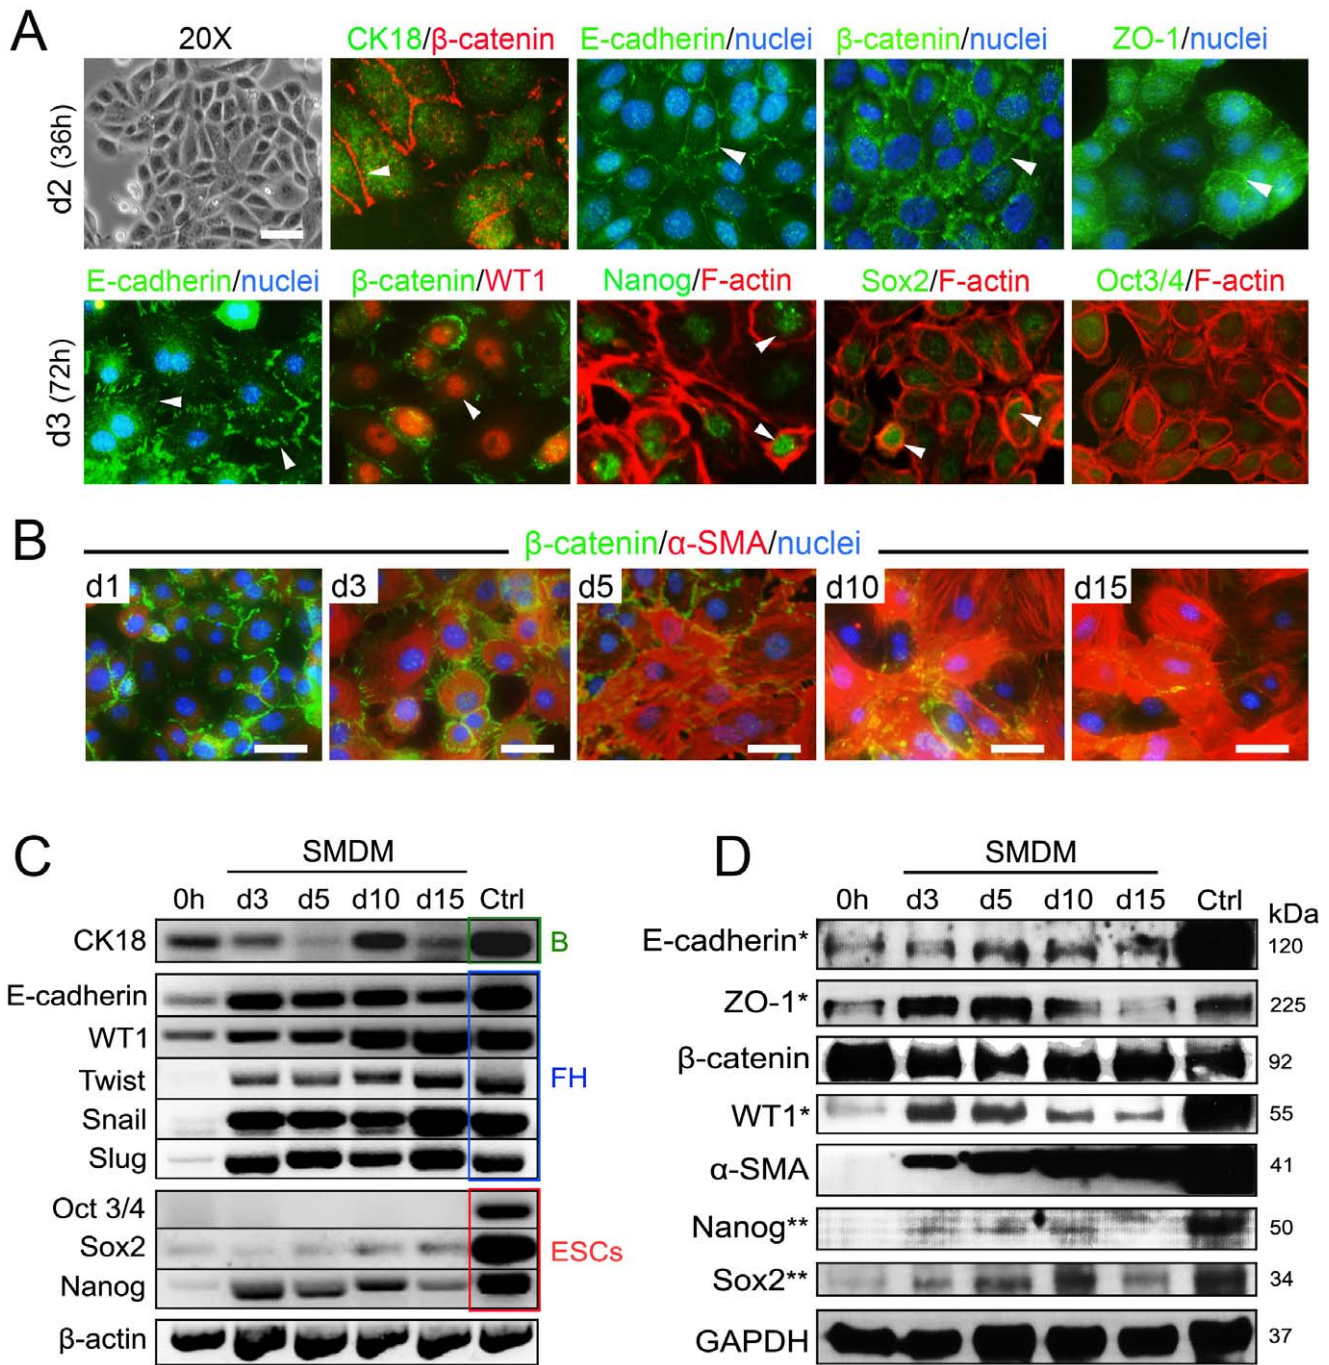 A
20X
CK18/β-catenin
E-cadherin/nuclei
β-catenin/nuclei
ZO-1/nuclei
d2 (36h)
E-cadherin/nuclei
β-catenin/WT1
Nanog/F-actin
Sox2/F-actin
Oct3/4/F-actin
d3 (72h)
B
β-catenin/α-SMA/nuclei
d1
d3
d5
d10
d15
C
SMDM
0h d3 d5 d10 d15 Ctrl
CK18
B
E-cadherin
WT1
Twist
FH
Snail
Slug
Oct 3/4
Sox2
ESCs
Nanog
β-actin
D
SMDM
0h d3 d5 d10 d15 Ctrl
kDa
E-cadherin* 120
ZO-1* 225
β-catenin 92
WT1* 55
α-SMA 41
Nanog** 50
Sox2** 34
GAPDH 37